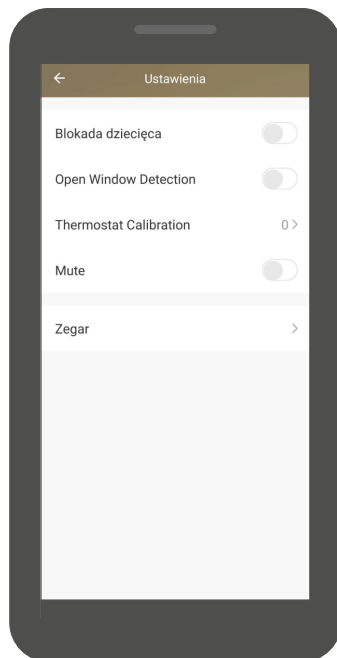 Ustawienia
Blokada dziecięca
Open Window Detection
Thermostat Calibration 0
Mute
Zegar